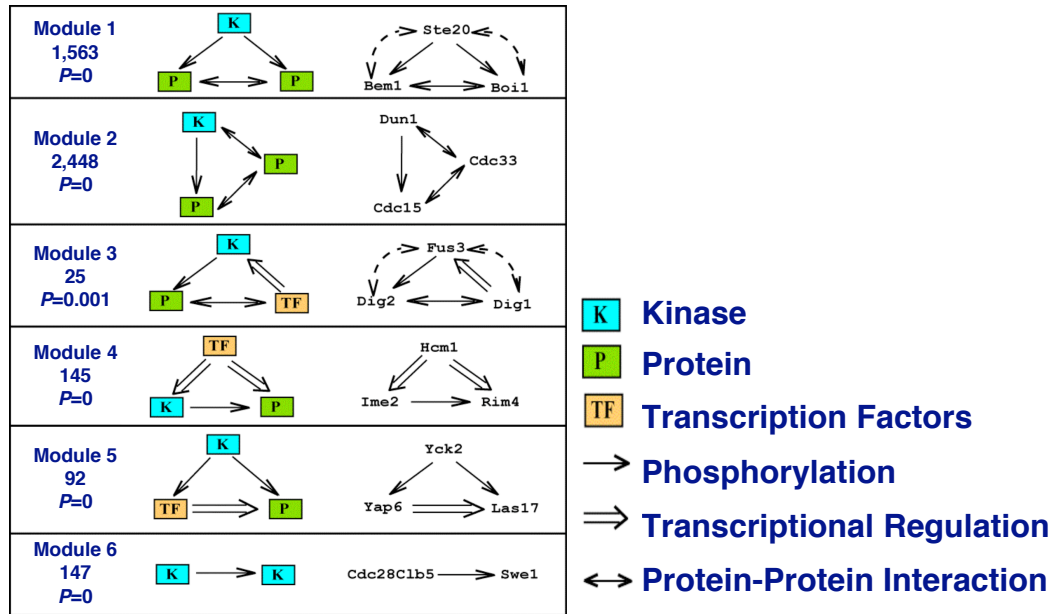 Module 1
1,563
P=0
K
P P
Ste20
Bem1 Boi1
Module 2
2,448
P=0
K
P
P
Dun1
Cdc33
Cdc15
Module 3
25
P=0.001
K
P TF
Fus3
Dig2 Dig1
Module 4
145
P=0
TF
K P
Hcm1
Ime2 Rim4
Module 5
92
P=0
K
TF P
Yck2
Yap6 Las17
Module 6
147
P=0
K K
Cdc28Clb5 Swe1
K Kinase
P Protein
TF Transcription Factors
Phosphorylation
Transcriptional Regulation
Protein-Protein Interaction